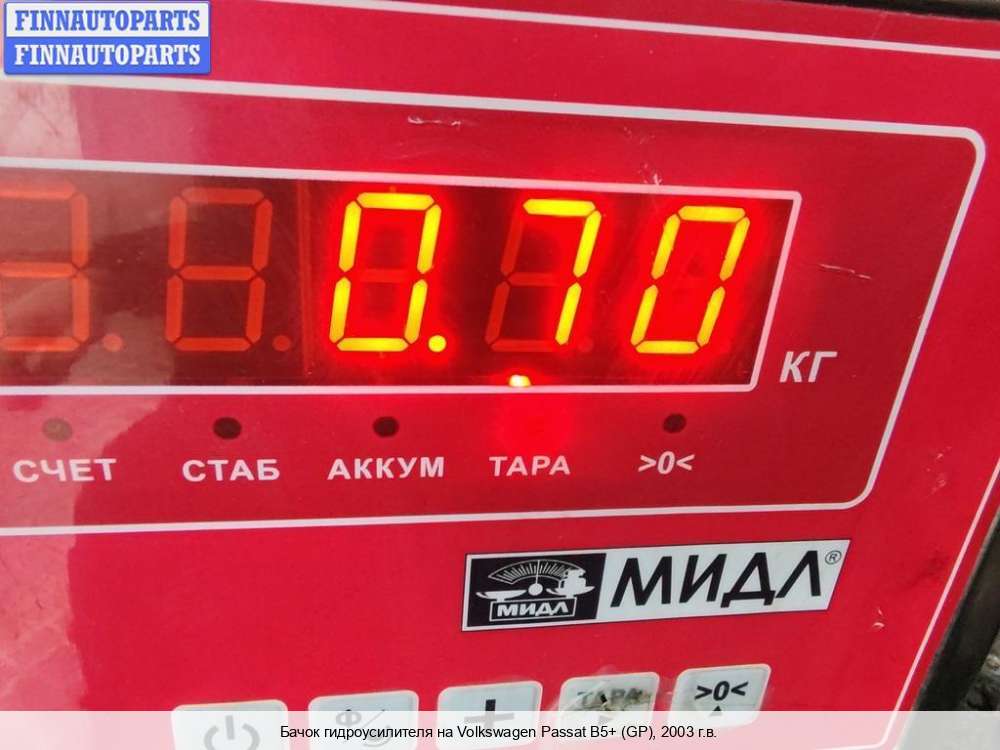 FINNAUTOPARTS
FINNAUTOPARTS
0.70
КГ
СЧЕТ СТАБ АККУМ ТАРА >0<
МИДЛ МИДЛ®
ТАРА >0<
Бачок гидроусилителя на Volkswagen Passat B5+ (GP), 2003 г.в.